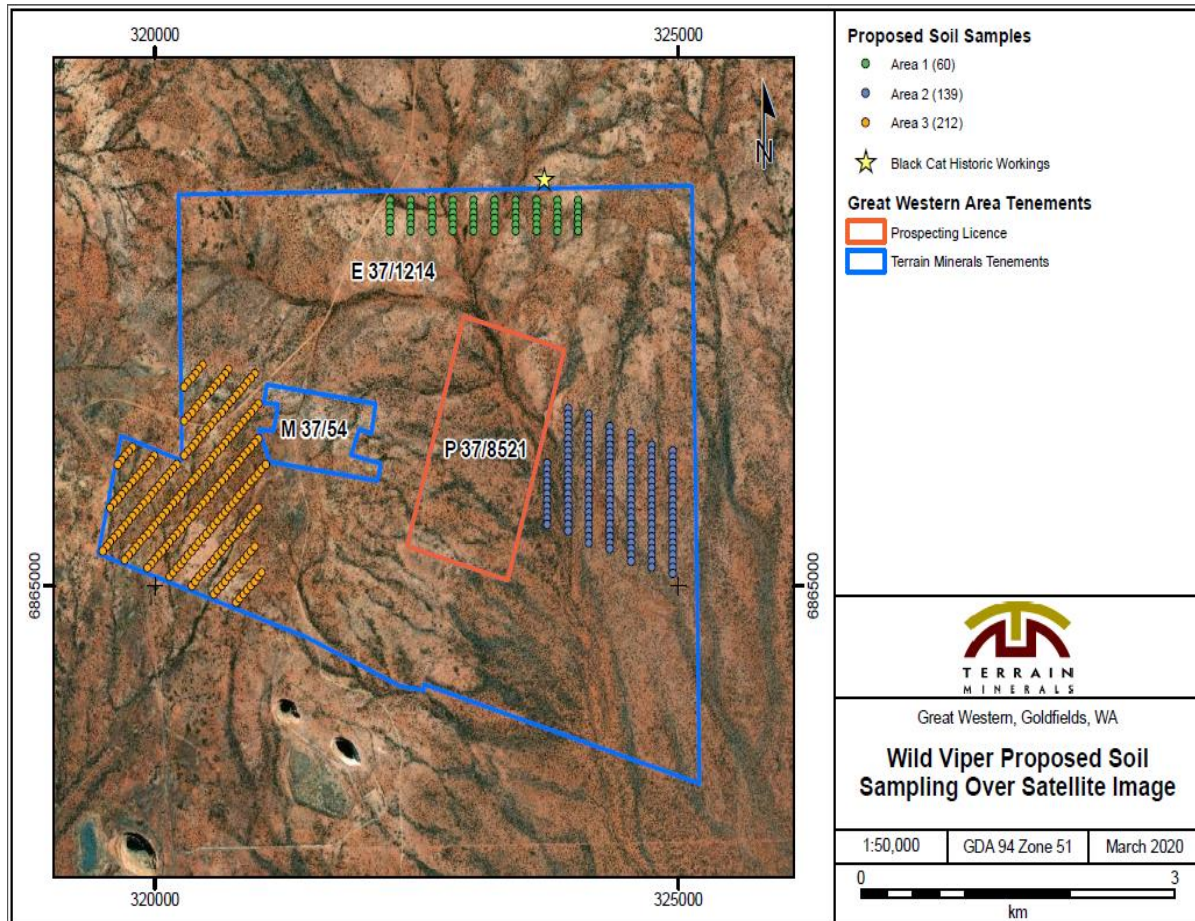 320000
325000
N
E 37/1214
M 37/54
P 37/8521
6865000
6865000
320000
325000
Proposed Soil Samples
Area 1 (60)
Area 2 (139)
Area 3 (212)
Black Cat Historic Workings
Great Western Area Tenements
Prospecting Licence
Terrain Minerals Tenements
TERRAIN
MINERALS
Great Western, Goldfields, WA
Wild Viper Proposed Soil
Sampling Over Satellite Image
1:50,000
GDA 94 Zone 51
March 2020
0
3
km